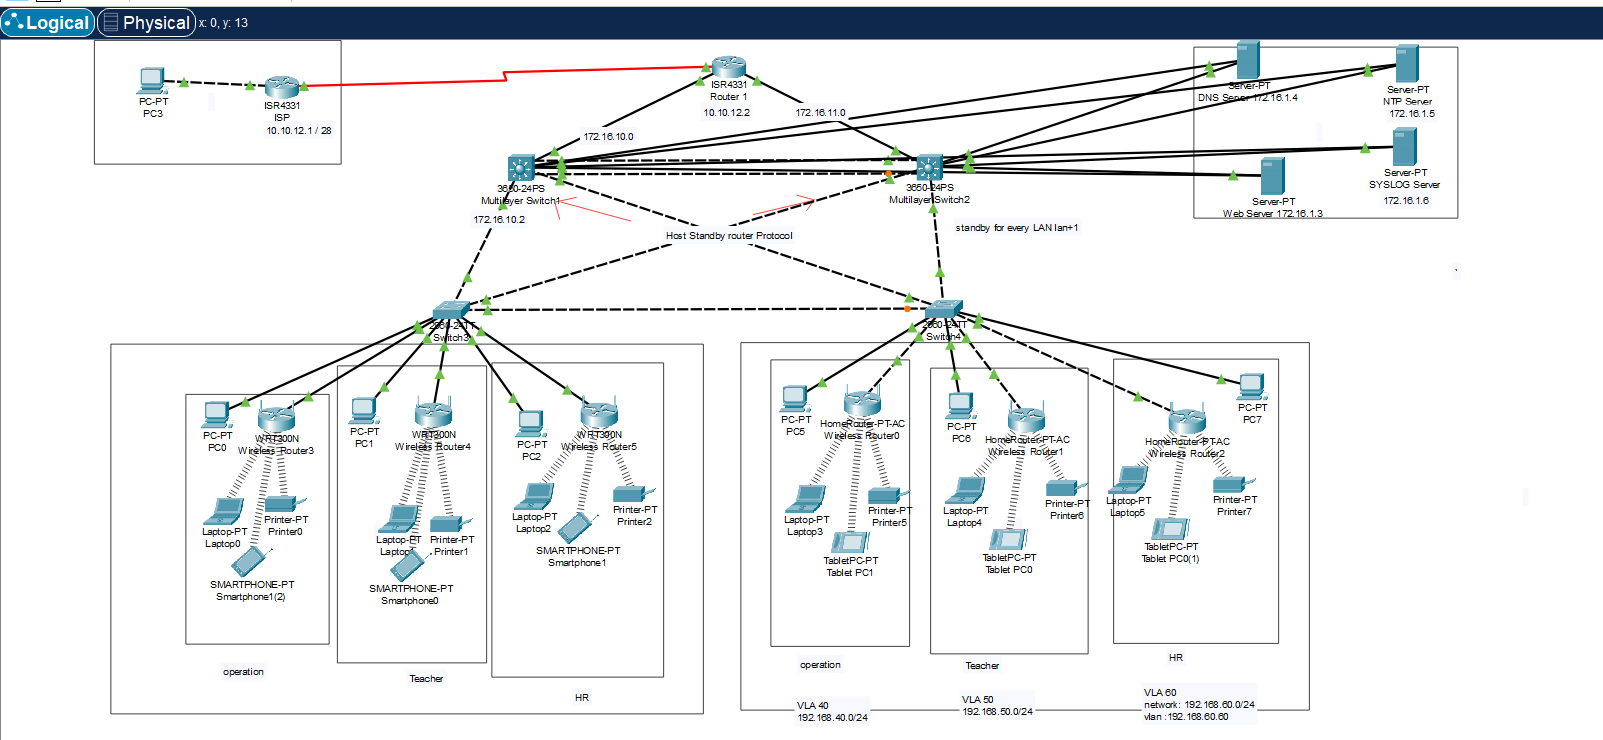 Logical
Physical
x: 0, y: 13
PC-PT
PC3
ISR4331
ISP
10.10.12.1 / 28
ISR4331
Router 1
10.10.12.2
172.16.10.0
172.16.11.0
Server-PT
DNS Server 172.16.1.4
Server-PT
NTP Server
172.16.1.5
Server-PT
SYSLOG Server
172.16.1.6
Server-PT
Web Server 172.16.1.3
3650-24PS
Multilayer Switch1
172.16.10.2
3650-24PS
Multilayer Switch2
standby for every LAN lan+1
Host Standby router Protocol
2960-24TT
Switch3
2960-24TT
Switch4
PC-PT
PC0
WRT300N
Wireless Router3
PC-PT
PC1
WRT300N
Wireless Router4
PC-PT
PC2
WRT300N
Wireless Router5
PC-PT
PC5
HomeRouter-PT-AC
Wireless Router0
PC-PT
PC6
HomeRouter-PT-AC
Wireless Router1
HomeRouter-PT-AC
Wireless Router2
PC-PT
PC7
Laptop-PT
Laptop0
Printer-PT
Printer0
SMARTPHONE-PT
Smartphone1(2)
Laptop-PT
Printer-PT
Printer1
SMARTPHONE-PT
Smartphone0
Laptop-PT
Laptop2
Printer-PT
Printer2
SMARTPHONE-PT
Smartphone1
Laptop-PT
Laptop3
Printer-PT
Printer5
TabletPC-PT
Tablet PC1
Laptop-PT
Laptop4
Printer-PT
Printer6
TabletPC-PT
Tablet PC0
Laptop-PT
Laptop5
Printer-PT
Printer7
TabletPC-PT
Tablet PC0(1)
operation
Teacher
HR
operation
Teacher
HR
VLA 40
192.168.40.0/24
VLA 50
192.168.50.0/24
VLA 60
network: 192.168.60.0/24
vlan :192.168.60.60